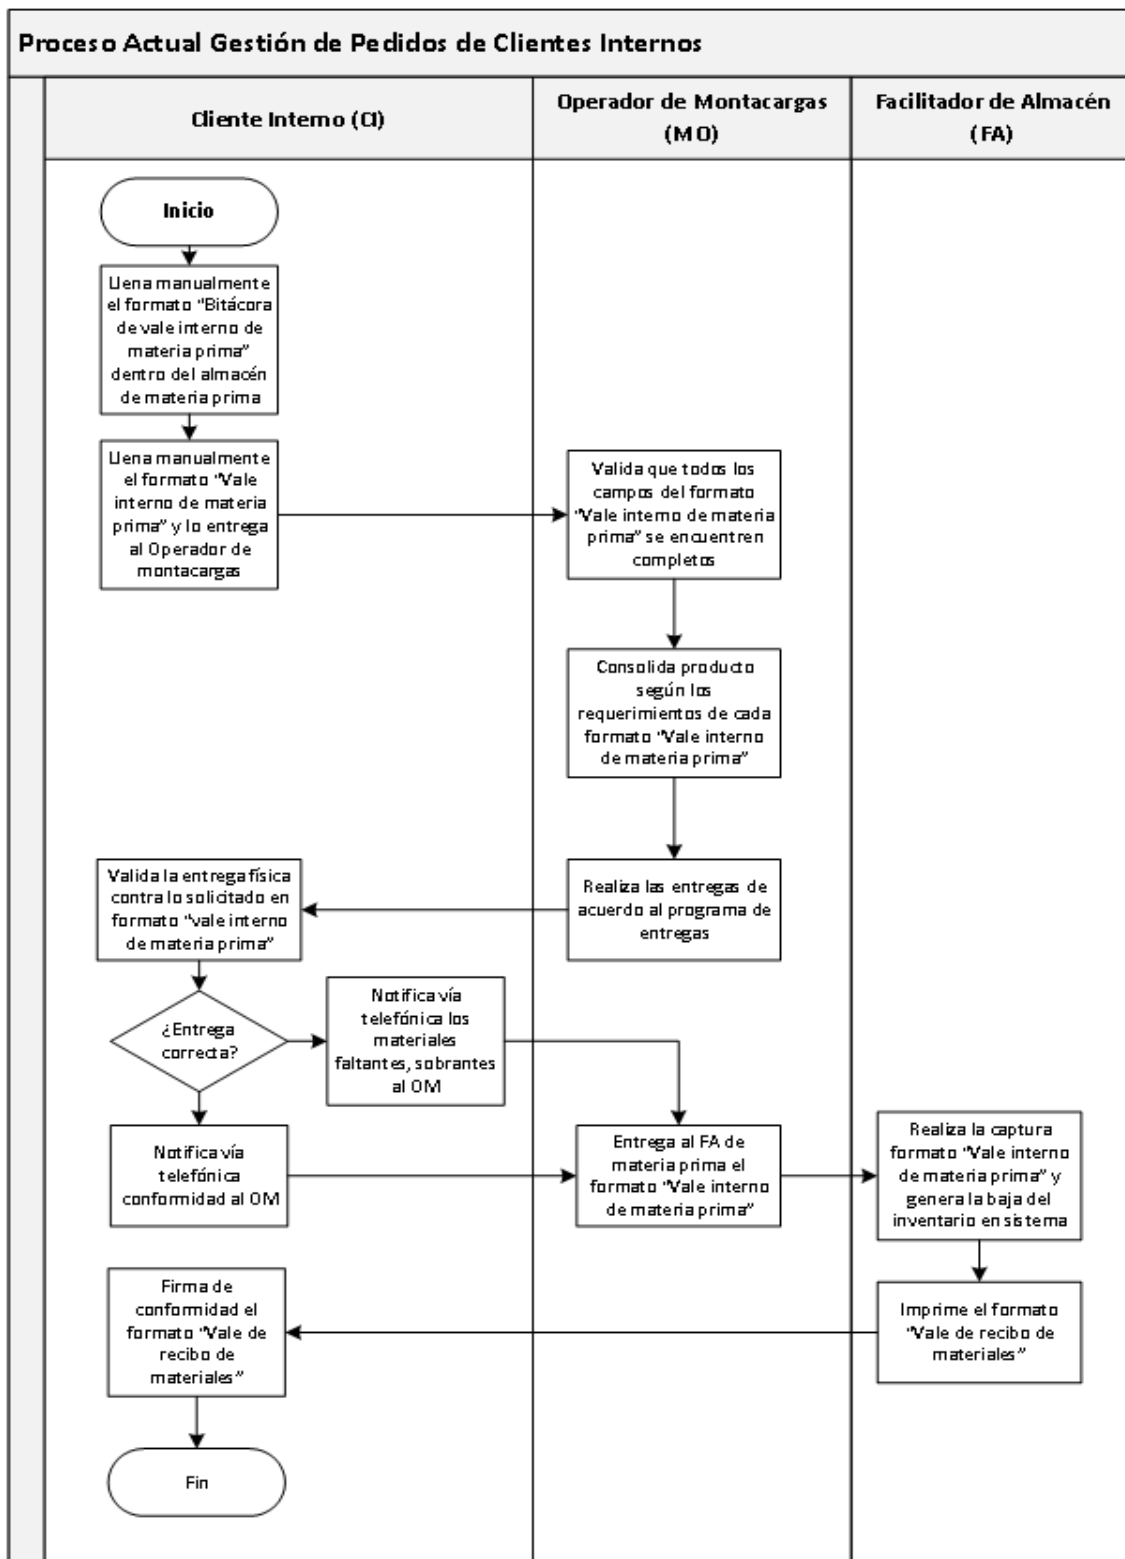 Proceso Actual Gestión de Pedidos de Clientes Internos
Cliente Interno (CI)
Operador de Montacargas
(MO)
Facilitador de Almacén
(FA)
Inicio
Llena manualmente
el formato “Bitácora
de vale interno de
materia prima”
dentro del almacén
de materia prima
Llena manualmente
el formato “Vale
interno de materia
prima” y lo entrega
al Operador de
montacargas
Valida que todos los
campos del formato
“Vale interno de materia
prima” se encuentren
completos
Consolida producto
según los
requerimientos de cada
formato “Vale interno
de materia prima”
Realiza las entregas de
acuerdo al programa de
entregas
Valida la entrega física
contra lo solicitado en
formato “vale interno
de materia prima”
¿Entrega
correcta?
Notifica vía
telefónica los
materiales
faltantes, sobrantes
al OM
Notifica vía
telefónica
conformidad al OM
Entrega al FA de
materia prima el
formato “Vale interno
de materia prima”
Realiza la captura
formato “Vale interno
de materia prima” y
genera la baja del
inventario en sistema
Imprime el formato
“Vale de recibo de
materiales”
Firma de
conformidad el
formato “Vale de
recibo de
materiales”
Fin